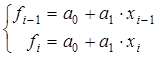 f_{i-1} = a_0 + a_1 · x_{i-1}
f_i = a_0 + a_1 · x_i